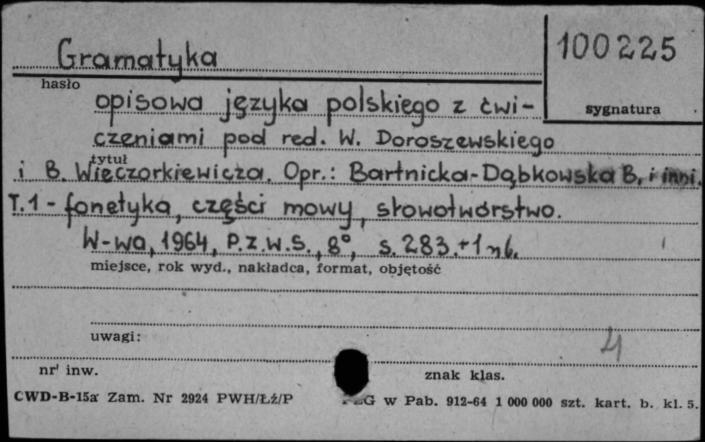 Gramatyka
100225
hasło
sygnatura
opisowa języka polskiego z ćwi-
czeniami pod red. W. Doroszewskiego
tytuł
i B. Wieczorkiewicza. Opr.: Bartnicka-Dąbkowska B, i inni.
T.1 - fonetyka, części mowy, słowotwórstwo.
W-wa, 1964, P.Z.W.S., 8°, s. 283.+1 nb.
miejsce, rok wyd., nakładca, format, objętość
uwagi:
4
nr inw.
znak klas.
CWD-B-15a Zam. Nr 2924 PWH/Łź/P
w Pab. 912-64 1 000 000 szt. kart. b. kl. 5.